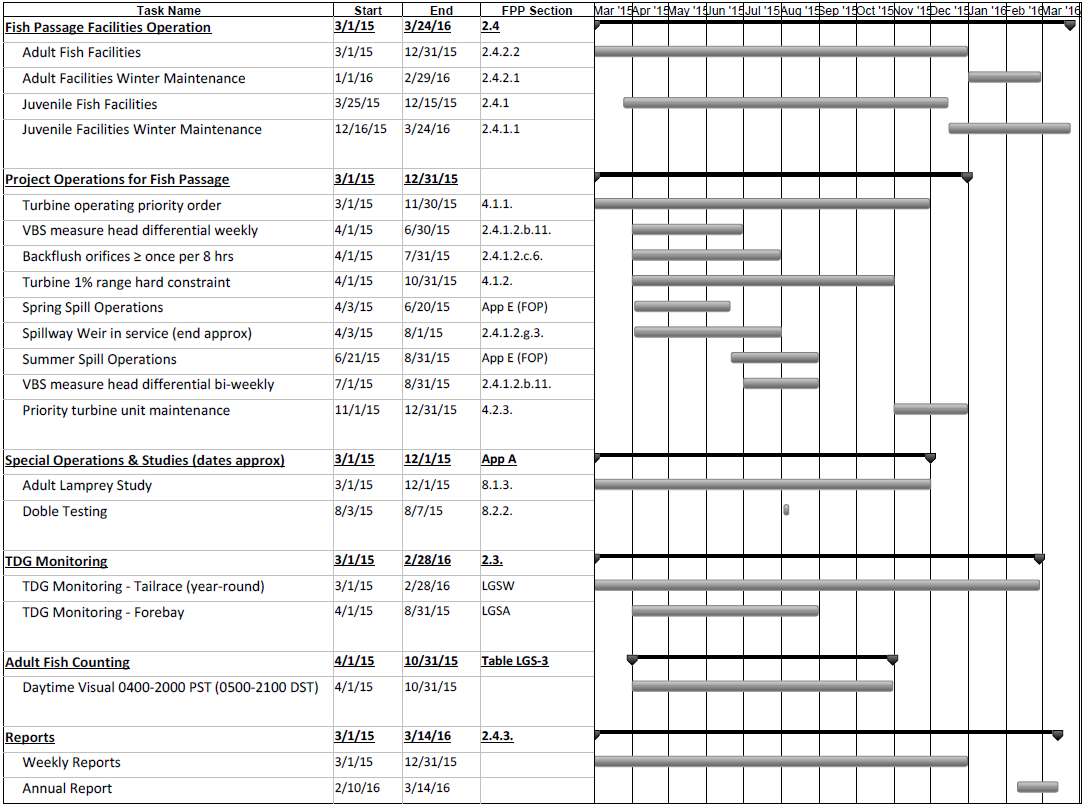 Task Name Start End FPP Section Mar '15 Apr '15 May '15 Jun '15 Jul '15 Aug '15 Sep '15 Oct '15 Nov '15 Dec '15 Jan '16 Feb '16 Mar '16
Fish Passage Facilities Operation 3/1/15 3/24/16 2.4
Adult Fish Facilities 3/1/15 12/31/15 2.4.2.2
Adult Facilities Winter Maintenance 1/1/16 2/29/16 2.4.2.1
Juvenile Fish Facilities 3/25/15 12/15/15 2.4.1
Juvenile Facilities Winter Maintenance 12/16/15 3/24/16 2.4.1.1
Project Operations for Fish Passage 3/1/15 12/31/15
Turbine operating priority order 3/1/15 11/30/15 4.1.1.
VBS measure head differential weekly 4/1/15 6/30/15 2.4.1.2.b.11.
Backflush orifices ≥ once per 8 hrs 4/1/15 7/31/15 2.4.1.2.c.6.
Turbine 1% range hard constraint 4/1/15 10/31/15 4.1.2.
Spring Spill Operations 4/3/15 6/20/15 App E (FOP)
Spillway Weir in service (end approx) 4/3/15 8/1/15 2.4.1.2.g.3.
Summer Spill Operations 6/21/15 8/31/15 App E (FOP)
VBS measure head differential bi-weekly 7/1/15 8/31/15 2.4.1.2.b.11.
Priority turbine unit maintenance 11/1/15 12/31/15 4.2.3.
Special Operations & Studies (dates approx) 3/1/15 12/1/15 App A
Adult Lamprey Study 3/1/15 12/1/15 8.1.3.
Doble Testing 8/3/15 8/7/15 8.2.2.
TDG Monitoring 3/1/15 2/28/16 2.3.
TDG Monitoring - Tailrace (year-round) 3/1/15 2/28/16 LGSW
TDG Monitoring - Forebay 4/1/15 8/31/15 LGSA
Adult Fish Counting 4/1/15 10/31/15 Table LGS-3
Daytime Visual 0400-2000 PST (0500-2100 DST) 4/1/15 10/31/15
Reports 3/1/15 3/14/16 2.4.3.
Weekly Reports 3/1/15 12/31/15
Annual Report 2/10/16 3/14/16